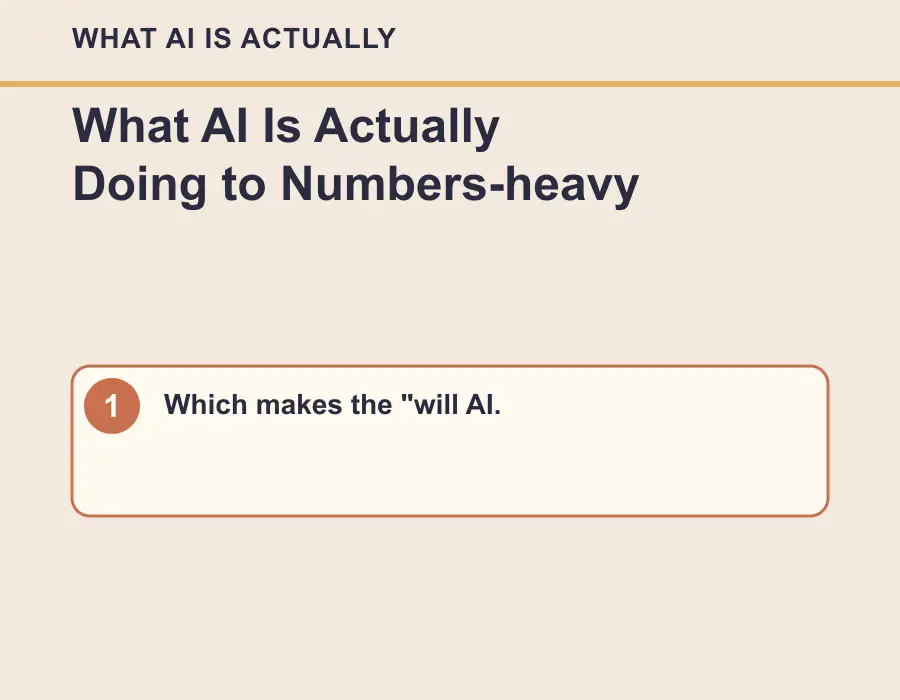 WHAT AI IS ACTUALLY
What AI Is Actually
Doing to Numbers-heavy
1
Which makes the "will AI.